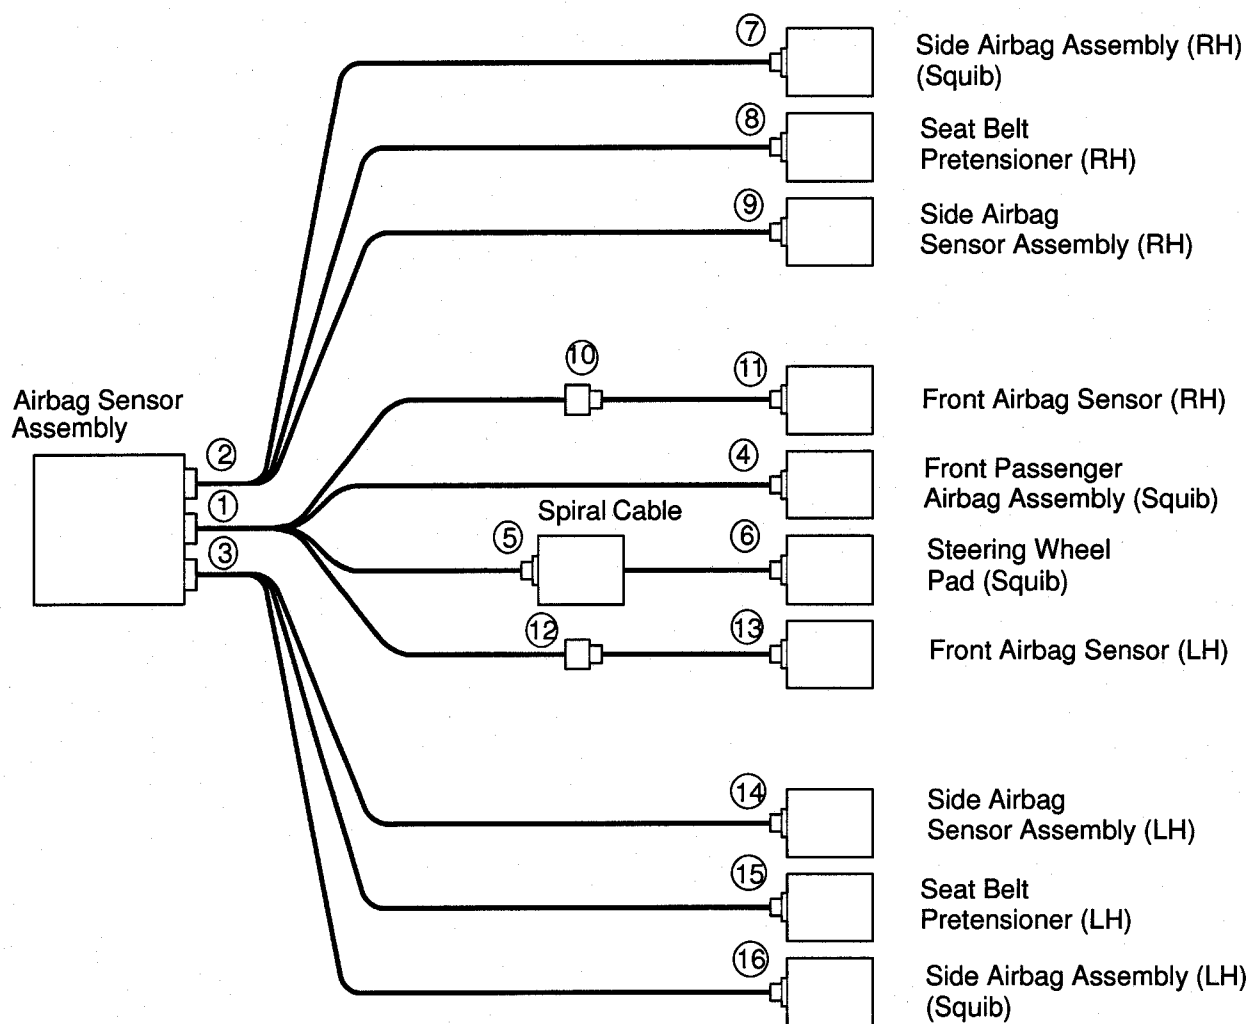 7
Side Airbag Assembly (RH)
(Squib)
8
Seat Belt
Pretensioner (RH)
9
Side Airbag
Sensor Assembly (RH)
10
11
Front Airbag Sensor (RH)
Airbag Sensor
Assembly
2
4
Front Passenger
Airbag Assembly (Squib)
1
Spiral Cable
5
6
Steering Wheel
Pad (Squib)
3
12
13
Front Airbag Sensor (LH)
14
Side Airbag
Sensor Assembly (LH)
15
Seat Belt
Pretensioner (LH)
16
Side Airbag Assembly (LH)
(Squib)